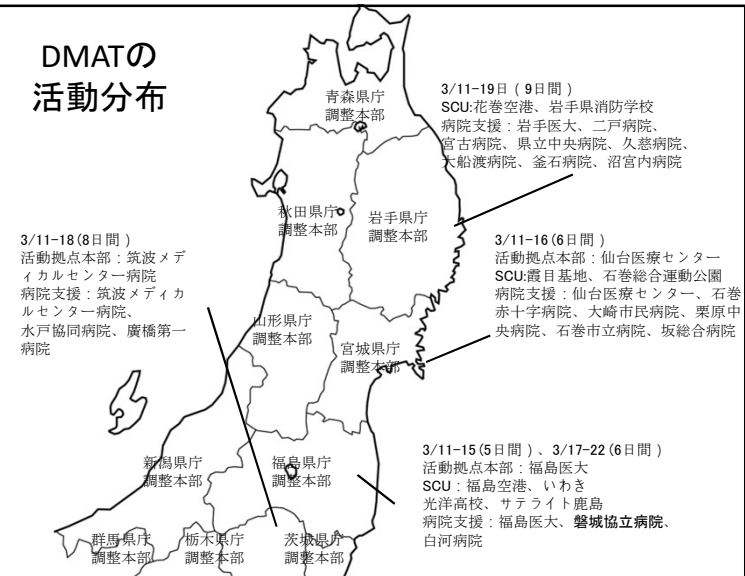 DMATの
活動分布
青森県庁
調整本部
3/11-19日(9日間)
SCU:花巻空港、岩手県消防学校
病院支援:岩手医大、二戸病院、
宮古病院、県立中央病院、久慈病院、
大船渡病院、釜石病院、沼宮内病院
秋田県庁
調整本部
岩手県庁
調整本部
3/11-18(8日間)
活動拠点本部:筑波メデ
ィカルセンター病院
病院支援:筑波メディカ
ルセンター病院、
水戸協同病院、廣橋第一
病院
3/11-16(6日間)
活動拠点本部:仙台医療センター
SCU:霞目基地、石巻総合運動公園
病院支援:仙台医療センター、石巻
赤十字病院、大崎市民病院、栗原中
央病院、石巻市立病院、坂総合病院
山形県庁
調整本部
宮城県庁
調整本部
新潟県庁
調整本部
福島県庁
調整本部
3/11-15(5日間)、3/17-22(6日間)
活動拠点本部:福島医大
SCU:福島空港、いわき
光洋高校、サテライト鹿島
病院支援:福島医大、磐城協立病院、
白河病院
群馬県庁
調整本部
栃木県庁
調整本部
茨城県庁
調整本部